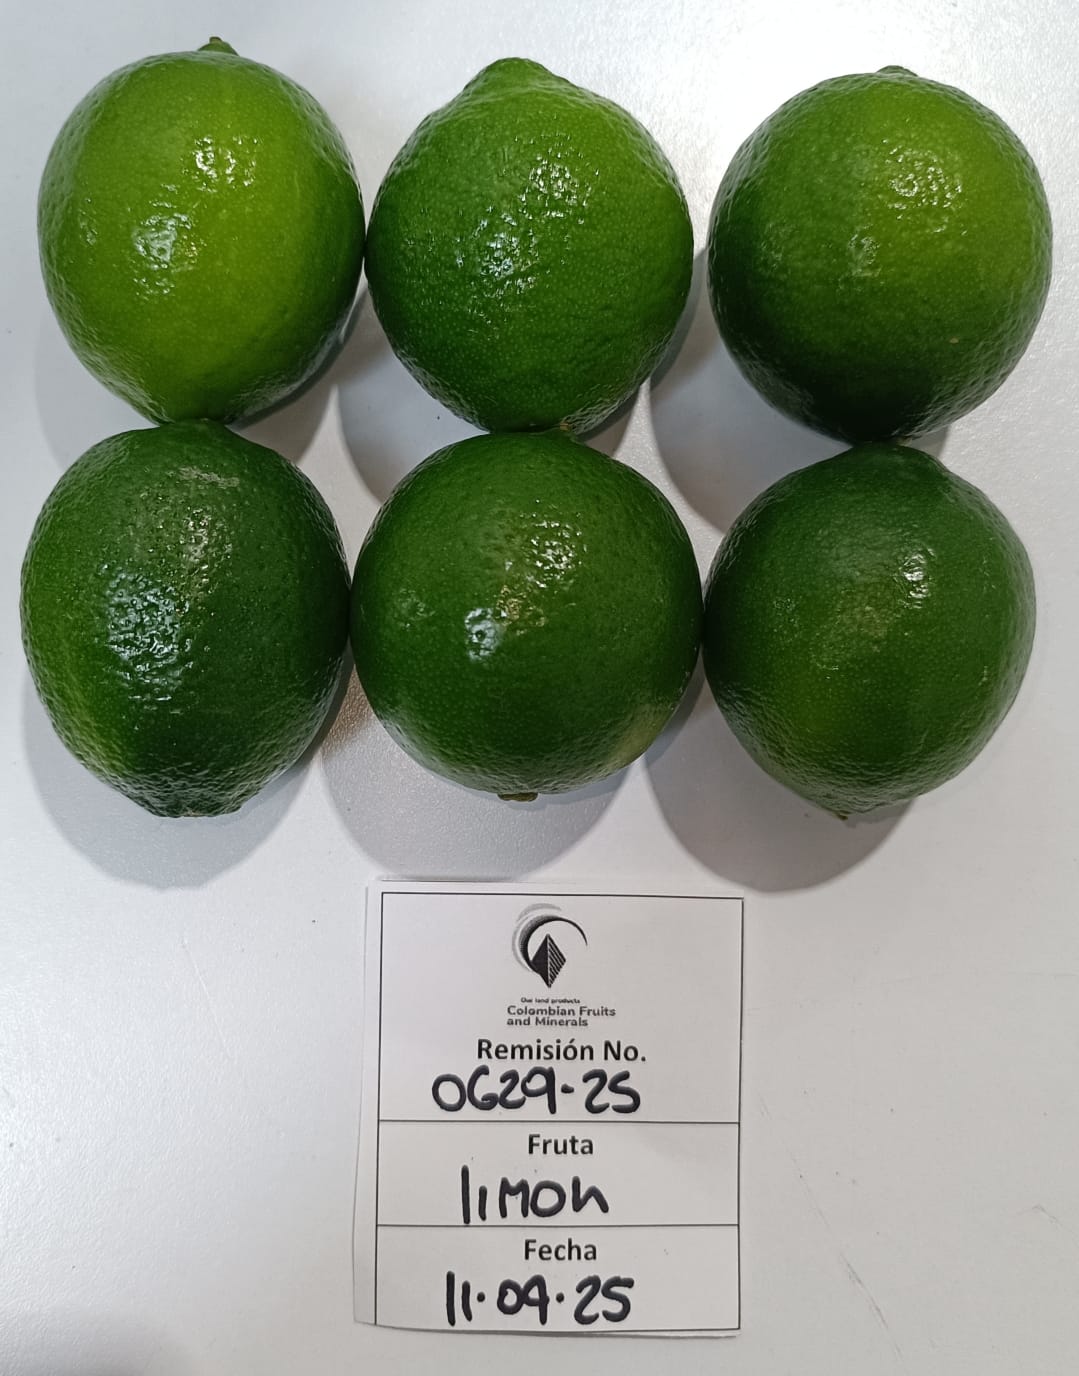 Our land products
Colombian Fruits
and Minerals
Remisión No.
0629-25
Fruta
limon
Fecha
11.09.25